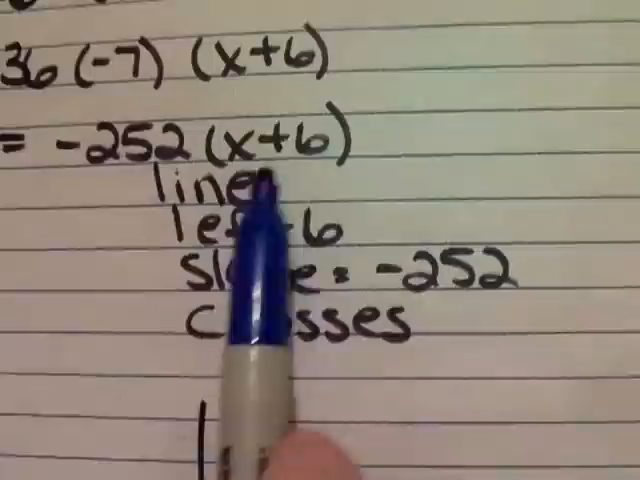 36 (-7) (x+6)
= -252 (x+6)
line
6
= -252